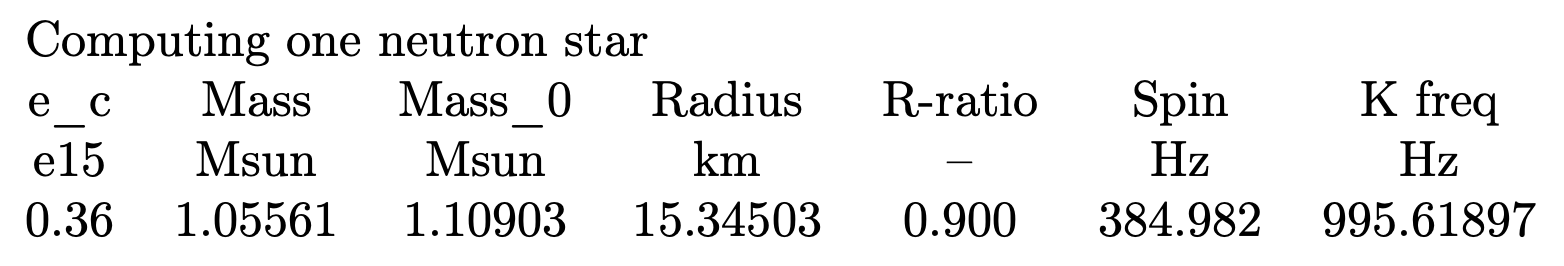 Computing one neutron star
e_c Mass Mass_0 Radius R-ratio Spin K freq
e15 Msun Msun km – Hz Hz
0.36 1.05561 1.10903 15.34503 0.900 384.982 995.61897